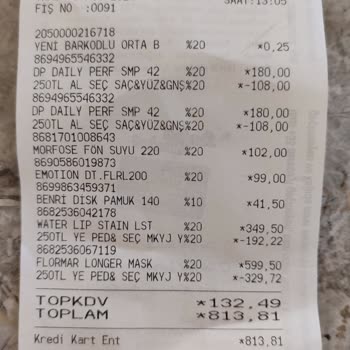 FİŞ NO :0091 SAAT:13:05
2050000216718
YENİ BARKODLU ORTA B %20 *0,25
8694965546332
DP DAILY PERF SMP 42 %20 *180,00
250TL AL SEÇ SAÇ&YÜZ&GNŞ%20 *-108,00
8694965546332
DP DAILY PERF SMP 42 %20 *180,00
250TL AL SEÇ SAÇ&YÜZ&GNŞ%20 *-108,00
8681701008643
MORFOSE FÖN SUYU 220 %20 *102,00
8690586019873
EMOTION DT.FLRL200 %20 *99,00
8699863459371
BENRİ DISK PAMUK 140 %10 *41,50
8682536042178
WATER LIP STAIN LST %20 *349,50
250TL YE PED& SEÇ MKYJ Y%20 *-192,22
8682536067119
FLORMAR LONGER MASK %20 *599,50
250TL YE PED& SEÇ MKYJ Y%20 *-329,72
TOPKDV *132,49
TOPLAM *813,81
Kredi Kart Ent *813,81